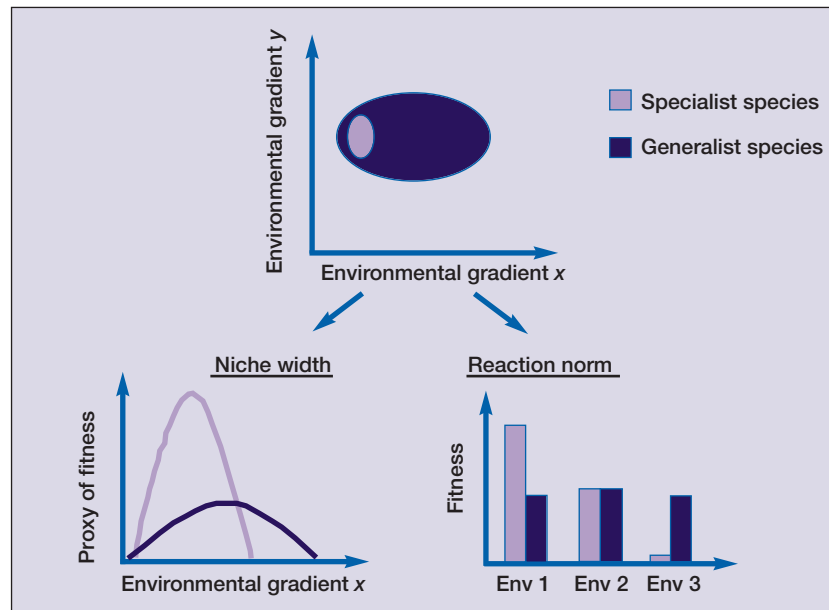 Environmental gradient y
Environmental gradient x
Specialist species
Generalist species
Niche width
Proxy of fitness
Environmental gradient x
Reaction norm
Fitness
Env 1 Env 2 Env 3